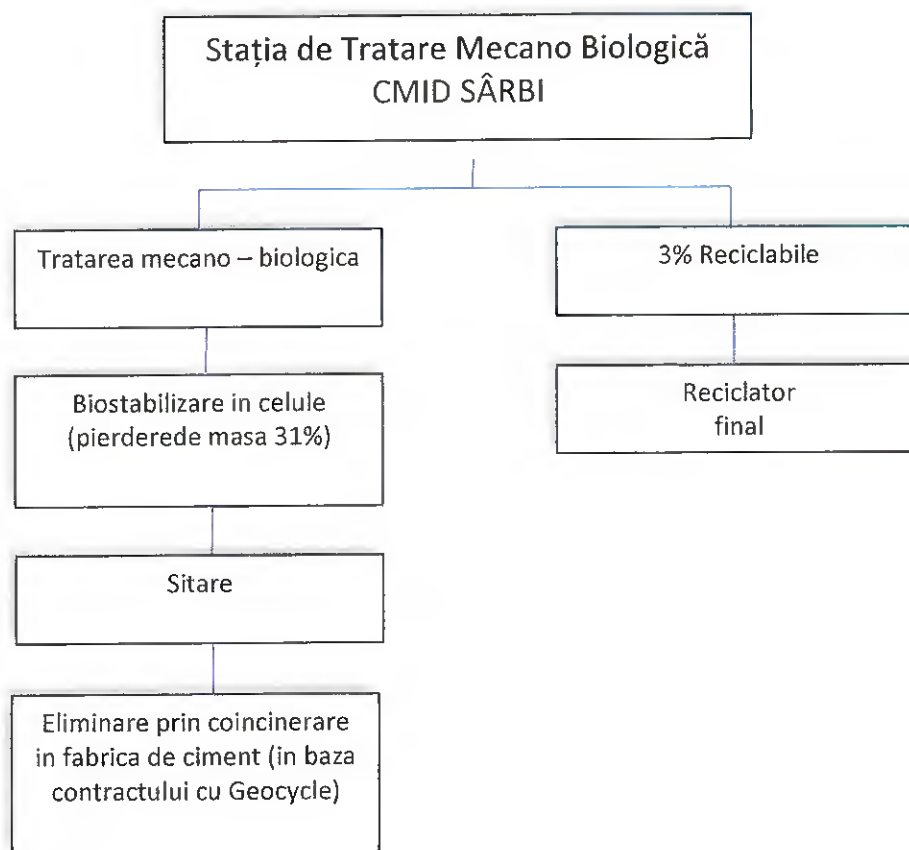 Stația de Tratare Mecano Biologică
CMID SÂRBI
Tratarea mecano – biologica
3% Reciclabile
Biostabilizare in celule
(pierderede masa 31%)
Reciclator
final
Sitare
Eliminare prin coincinerare
in fabrica de ciment (in baza
contractului cu Geocycle)